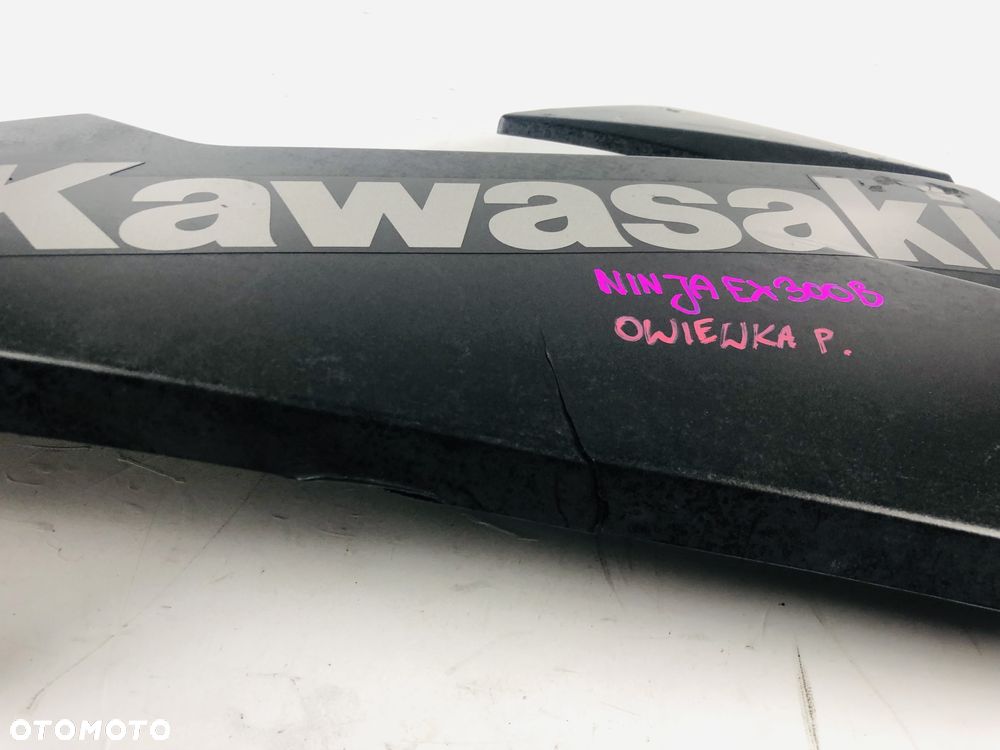 Kawasaki
NINJA EX300B
OWIEWKA P.
OTOMOTO